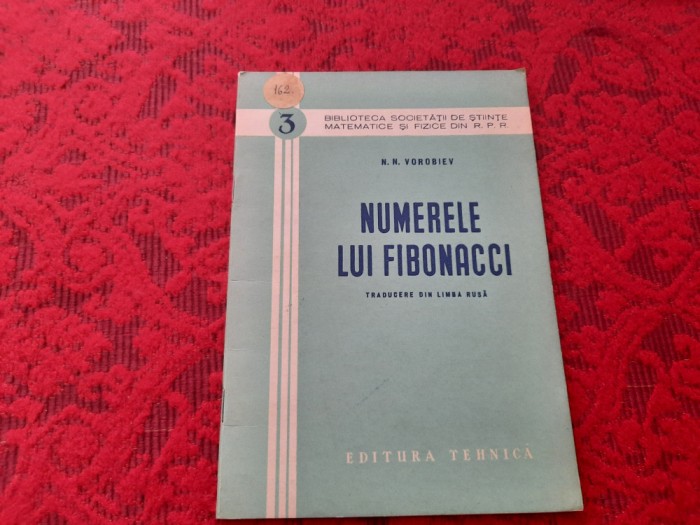 162
3
BIBLIOTECA SOCIETĂȚII DE ȘTIINȚE
MATEMATICE ȘI FIZICE DIN R. P. R.
N. N. VOROBIEV
NUMERELE
LUI FIBONACCI
TRADUCERE DIN LIMBA RUSĂ
EDITURA TEHNICĂ